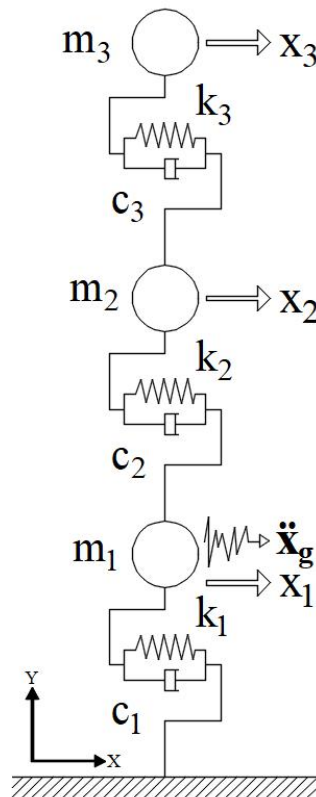 m₃ x₃
k₃
c₃
m₂ x₂
k₂
c₂
ẍg
m₁ x₁
k₁
c₁
Y
X